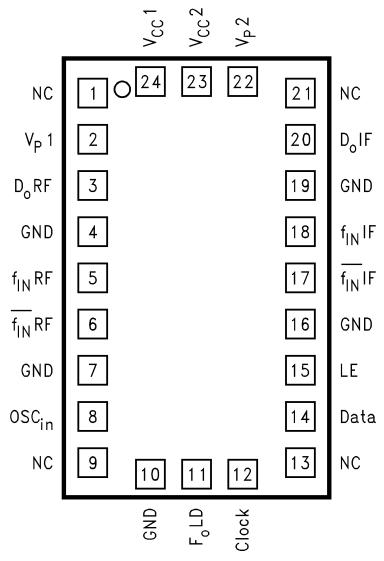 VCC1 VCC2 VP2
24 23 22
NC 1 21 NC
VP1 2 20 DoIF
DoRF 3 19 GND
GND 4 18 fINIF
fINRF 5 17 f̅I̅N̅IF
f̅I̅N̅RF 6 16 GND
GND 7 15 LE
OSCin 8 14 Data
NC 9 13 NC
10 11 12
GND FoLD Clock